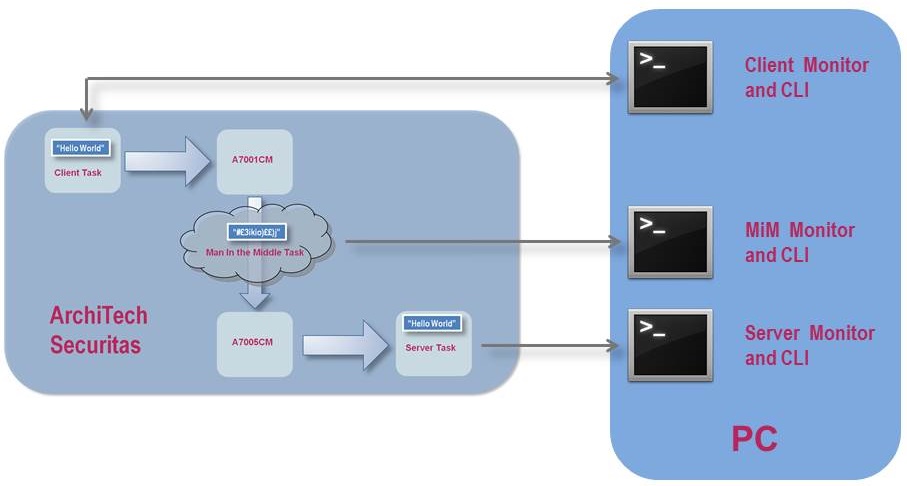 >_
Client Monitor
and CLI
"Hello World"
Client Task
A7001CM
Man in the Middle Task
>_
MiM Monitor
and CLI
ArchiTech
Securitas
A7005CM
"Hello World"
Server Task
>_
Server Monitor
and CLI
PC